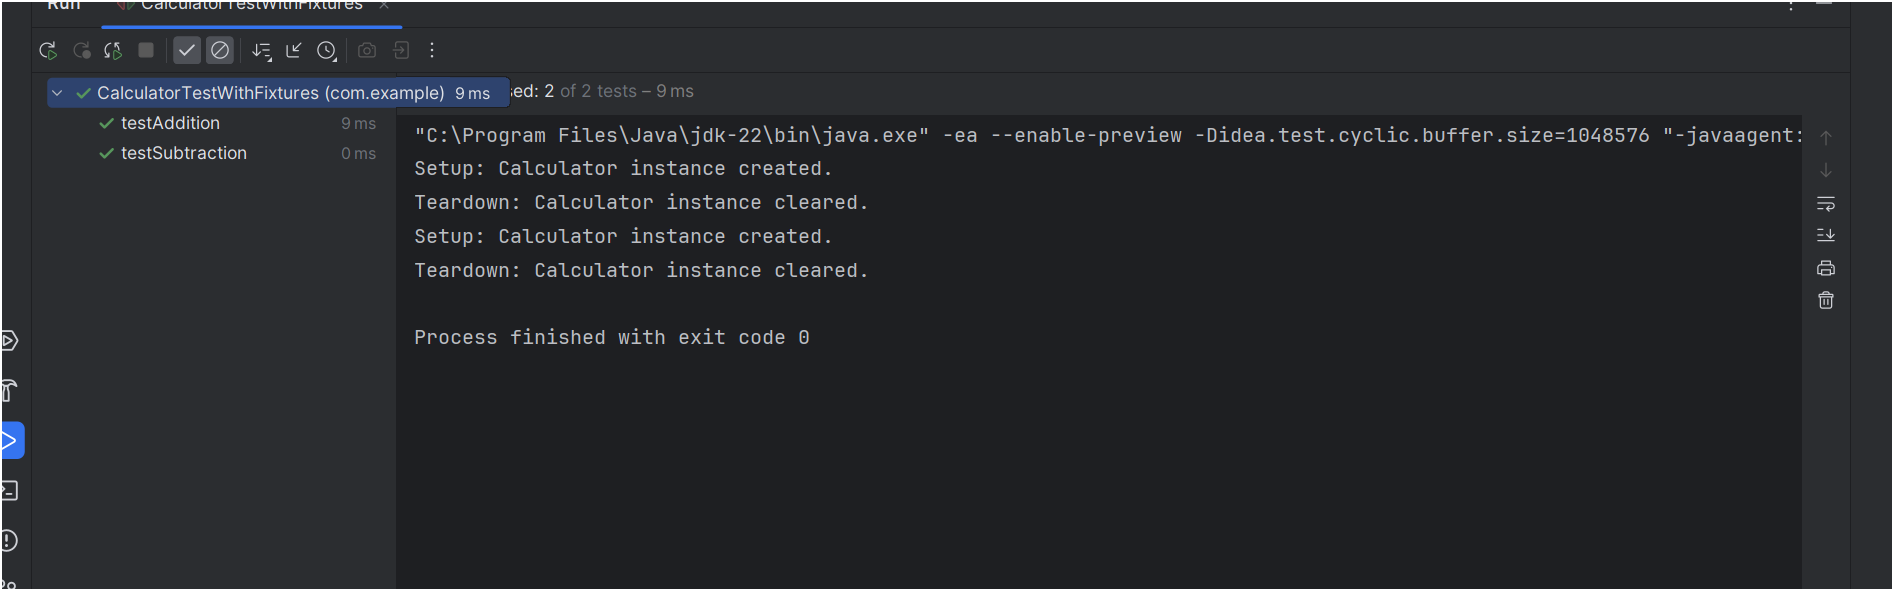 Run CalculatorTestWithFixtures ×
CalculatorTestWithFixtures (com.example) 9 ms
sed: 2 of 2 tests – 9 ms
testAddition 9 ms
testSubtraction 0 ms
"C:\Program Files\Java\jdk-22\bin\java.exe" -ea --enable-preview -Didea.test.cyclic.buffer.size=1048576 "-javaagent:
Setup: Calculator instance created.
Teardown: Calculator instance cleared.
Setup: Calculator instance created.
Teardown: Calculator instance cleared.
Process finished with exit code 0